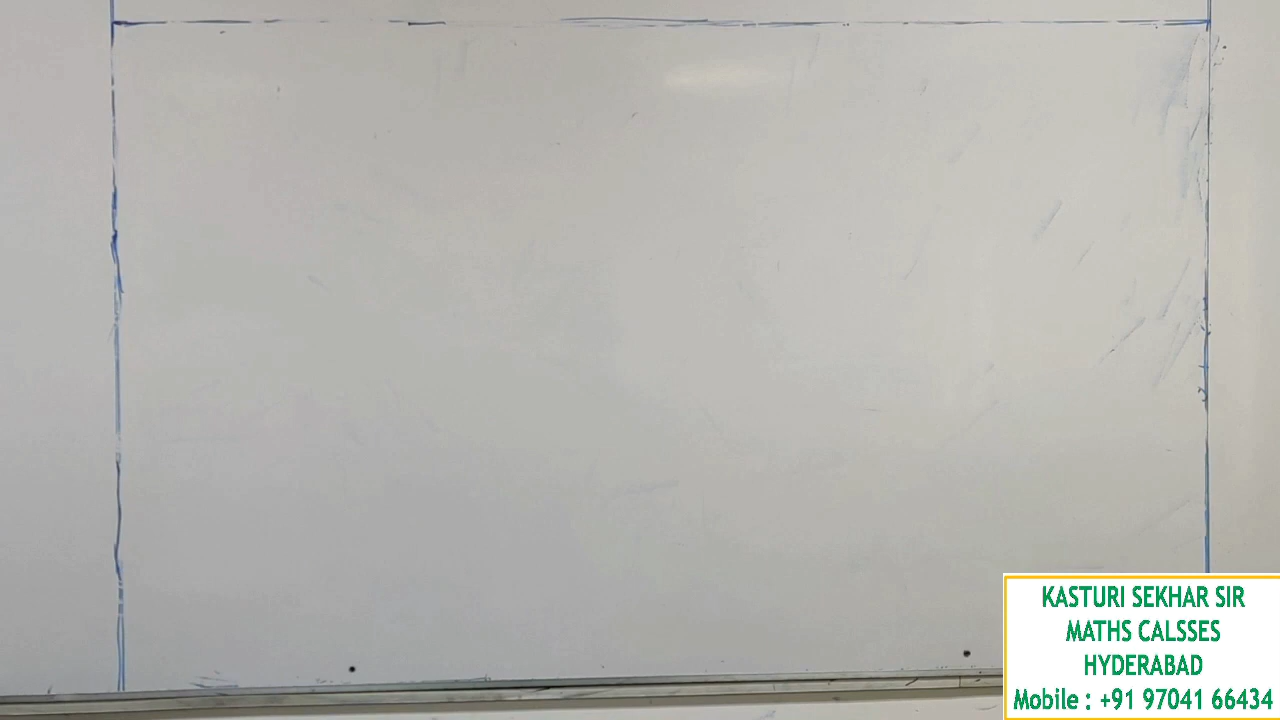 KASTURI SEKHAR SIR
MATHS CALSSES
HYDERABAD
Mobile : +91 97041 66434